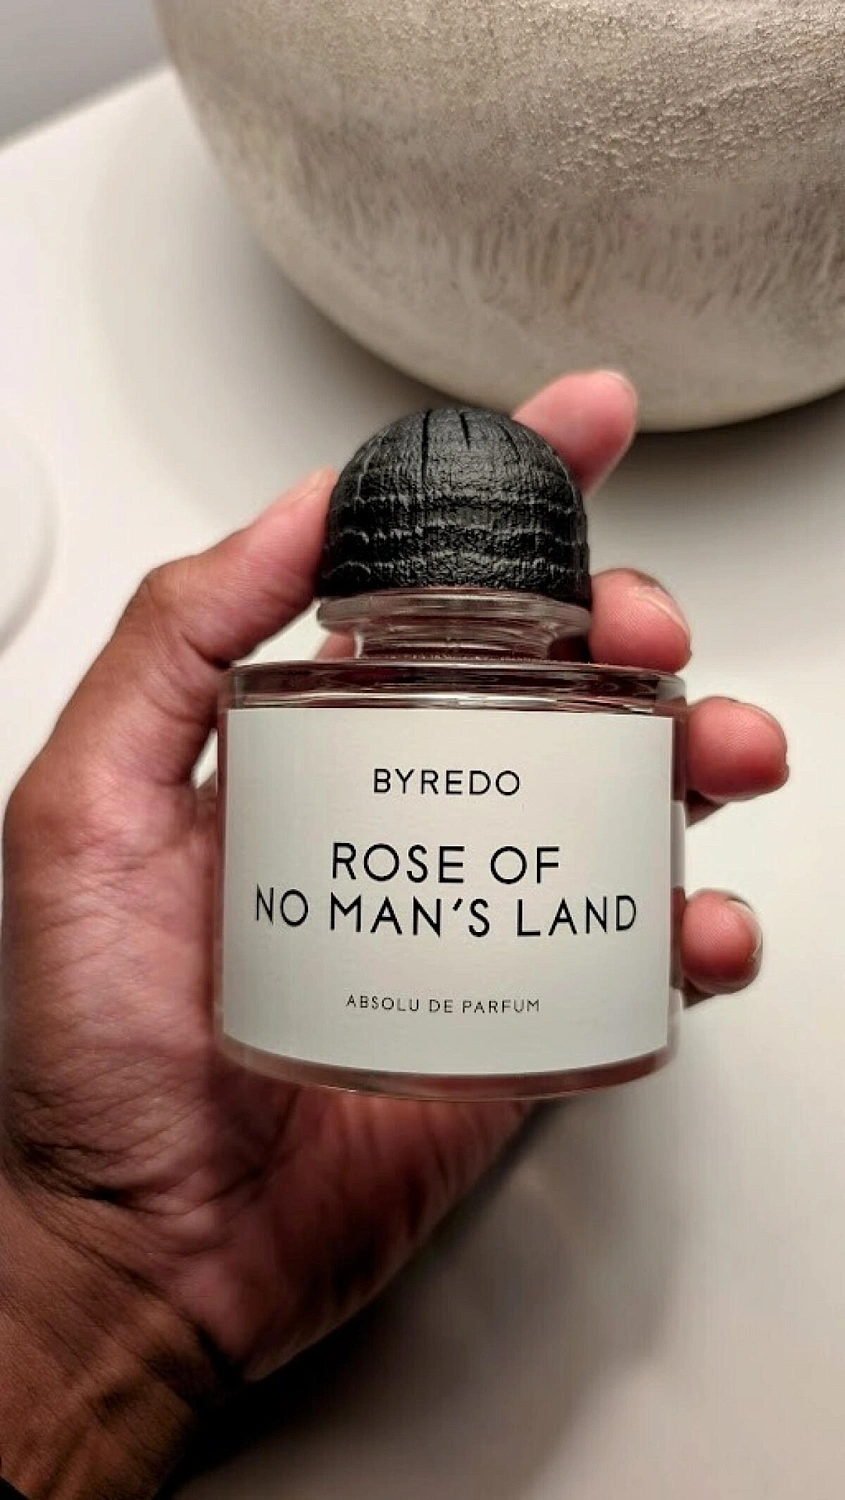 BYREDO
ROSE OF
NO MAN'S LAND
ABSOLU DE PARFUM